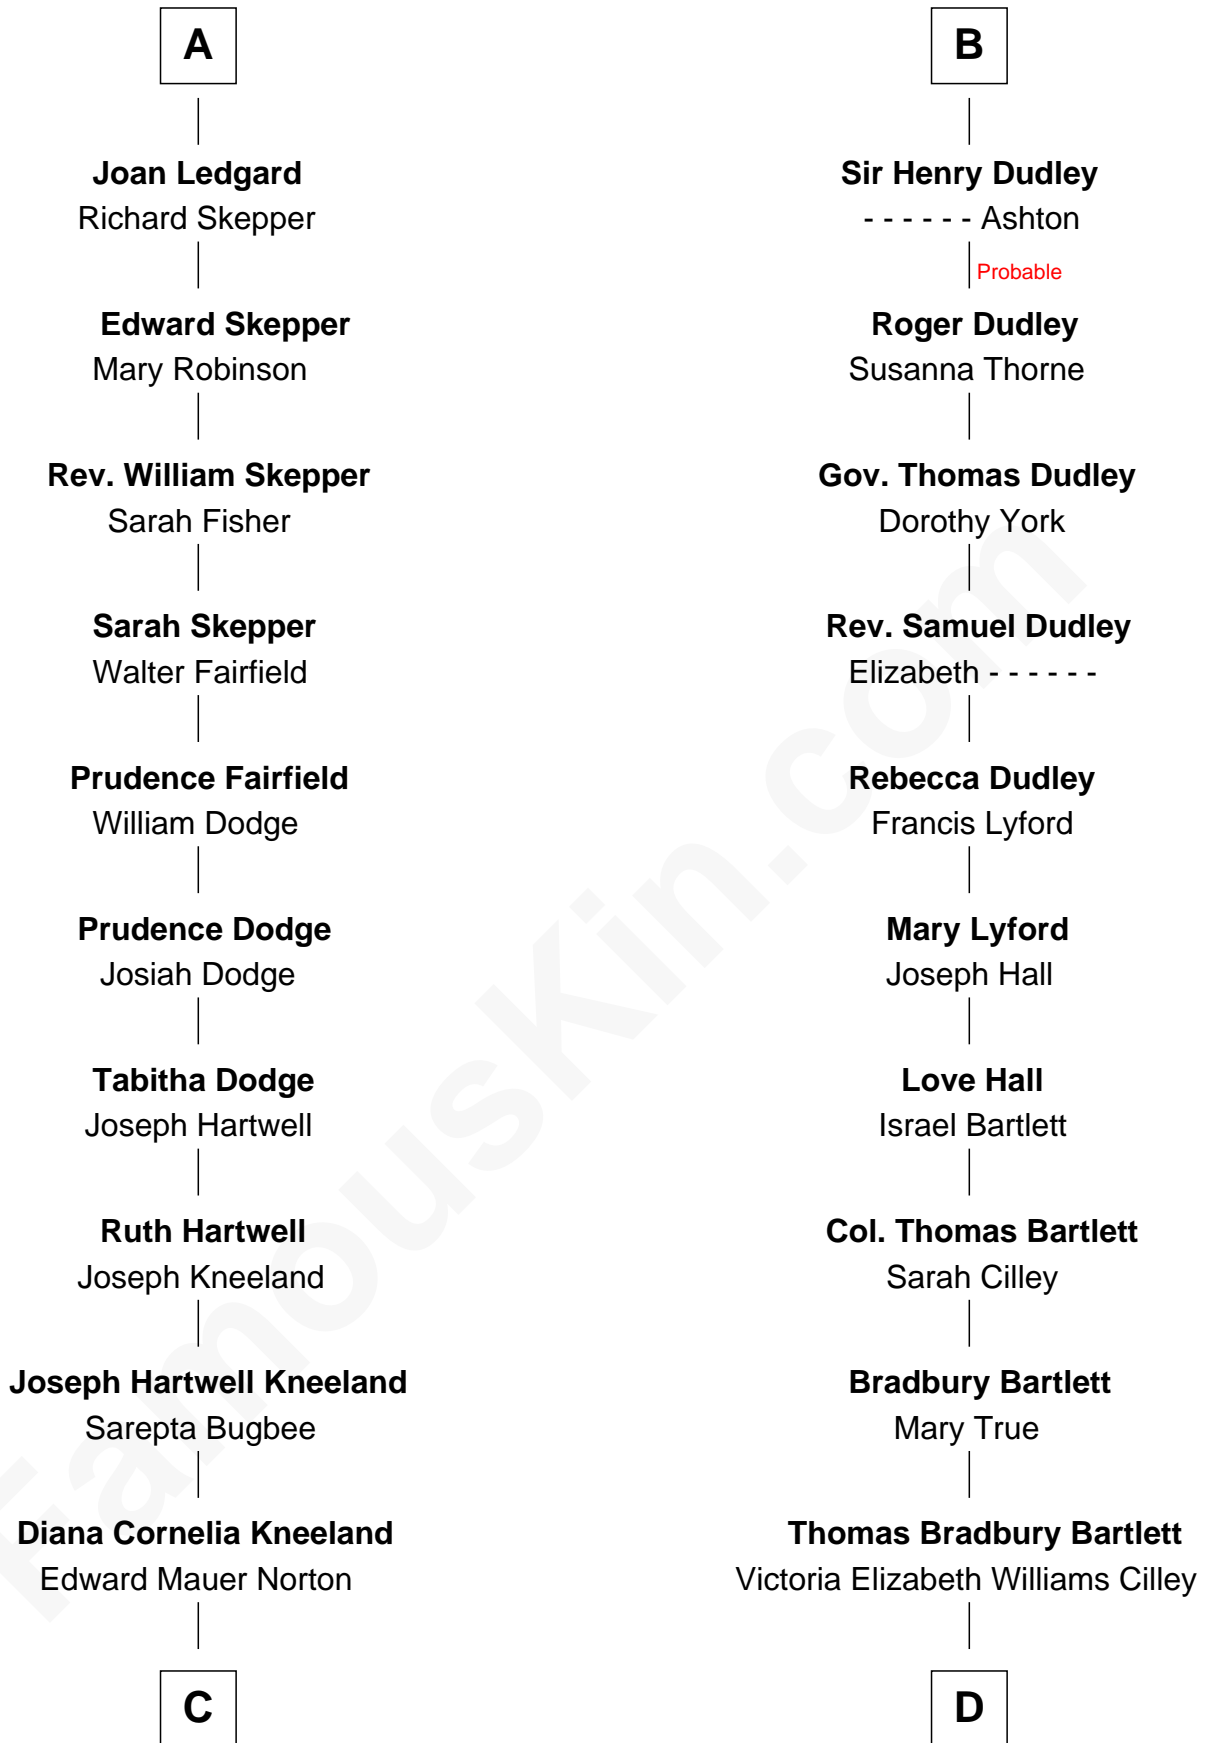 A
Joan Ledgard
Richard Skepper
Edward Skepper
Mary Robinson
Rev. William Skepper
Sarah Fisher
Sarah Skepper
Walter Fairfield
Prudence Fairfield
William Dodge
Prudence Dodge
Josiah Dodge
Tabitha Dodge
Joseph Hartwell
Ruth Hartwell
Joseph Kneeland
Joseph Hartwell Kneeland
Sarepta Bugbee
Diana Cornelia Kneeland
Edward Mauer Norton
C
B
Sir Henry Dudley
- - - - - - Ashton
Probable
Roger Dudley
Susanna Thorne
Gov. Thomas Dudley
Dorothy York
Rev. Samuel Dudley
Elizabeth - - - - - -
Rebecca Dudley
Francis Lyford
Mary Lyford
Joseph Hall
Love Hall
Israel Bartlett
Col. Thomas Bartlett
Sarah Cilley
Bradbury Bartlett
Mary True
Thomas Bradbury Bartlett
Victoria Elizabeth Williams Cilley
D
FamousKin.com